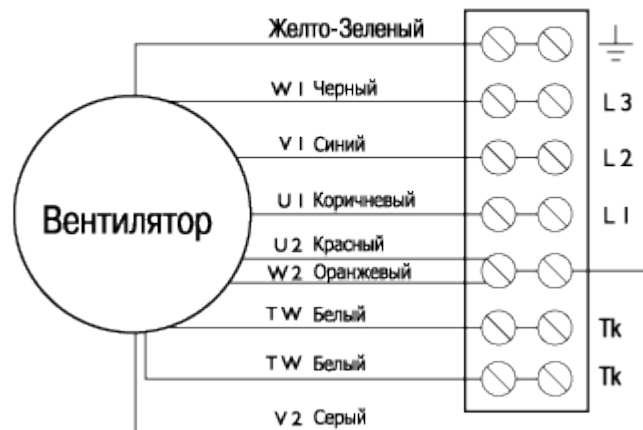 Желто-Зеленый
W1 Черный L3
V1 Синий L2
U1 Коричневый L1
Вентилятор
U2 Красный
W2 Оранжевый
TW Белый Tk
TW Белый Tk
V2 Серый